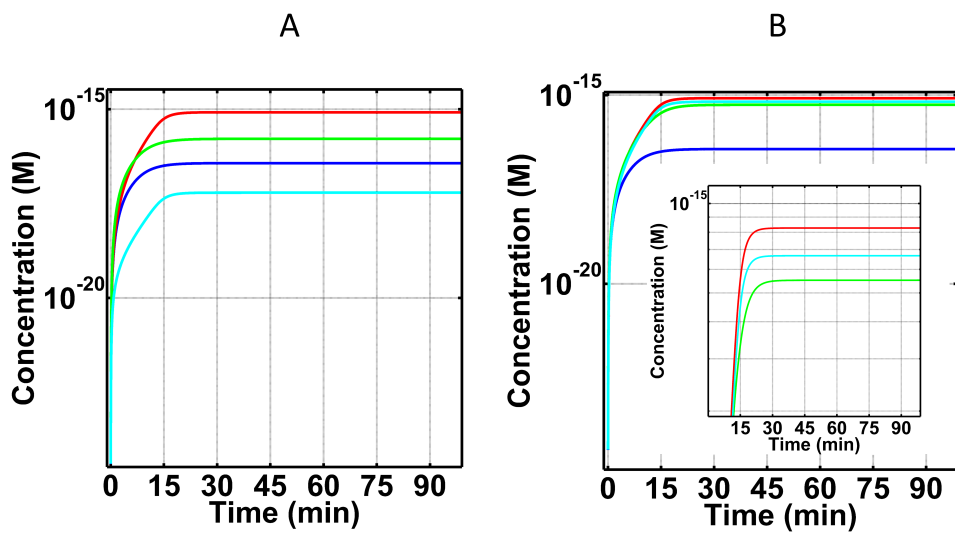 A
B
Concentration (M)
10-15
10-20
0 15 30 45 60 75 90
Time (min)
Concentration (M)
10-15
10-20
0 15 30 45 60 75 90
Time (min)
Concentration (M)
10-15
15 30 45 60 75 90
Time (min)